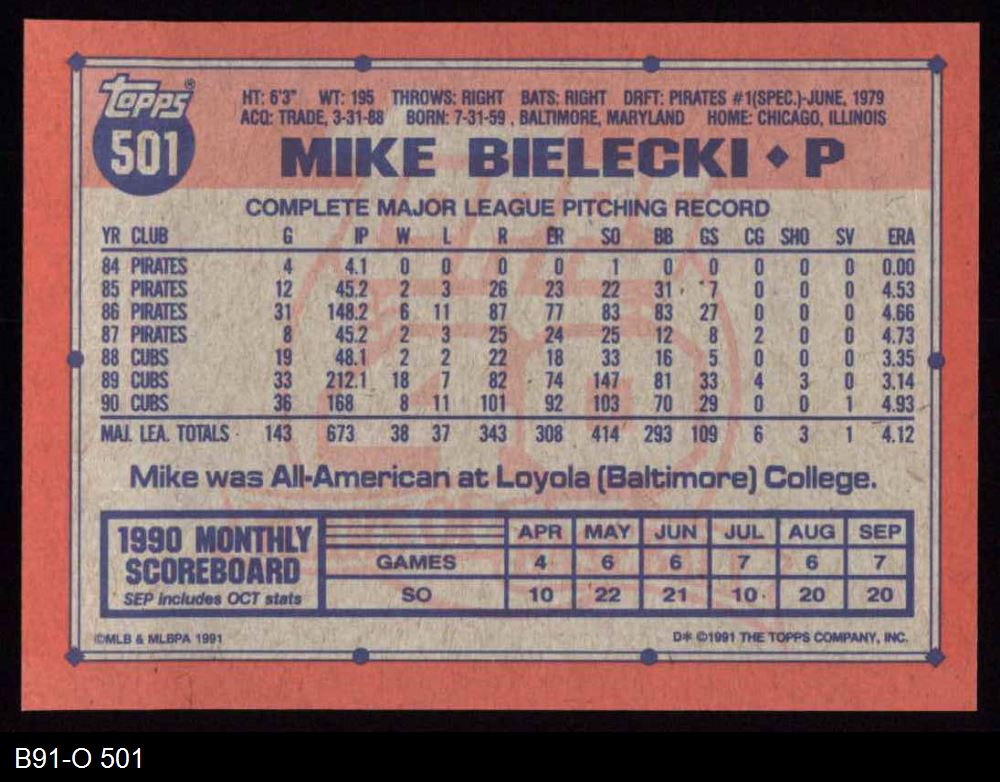 TOPPS®
501
HT: 6'3" WT: 195 THROWS: RIGHT BATS: RIGHT DRFT: PIRATES #1(SPEC.)-JUNE, 1979
ACQ: TRADE, 3-31-88 BORN: 7-31-59, BALTIMORE, MARYLAND HOME: CHICAGO, ILLINOIS
MIKE BIELECKI ◆ P
COMPLETE MAJOR LEAGUE PITCHING RECORD
YR CLUB G IP W L R ER SO BB GS CG SHO SV ERA
84 PIRATES 4 4.1 0 0 0 0 1 0 0 0 0 0 0.00
85 PIRATES 12 45.2 2 3 26 23 22 31 7 0 0 0 4.53
86 PIRATES 31 148.2 6 11 87 77 83 83 27 0 0 0 4.66
87 PIRATES 8 45.2 2 3 25 24 25 12 8 2 0 0 4.73
88 CUBS 19 48.1 2 2 22 18 33 16 5 0 0 0 3.35
89 CUBS 33 212.1 18 7 82 74 147 81 33 4 3 0 3.14
90 CUBS 36 168 8 11 101 92 103 70 29 0 0 1 4.93
MAJ. LEA. TOTALS 143 673 38 37 343 308 414 293 109 6 3 1 4.12
Mike was All-American at Loyola (Baltimore) College.
1990 MONTHLY
SCOREBOARD
SEP includes OCT stats
APR MAY JUN JUL AUG SEP
GAMES 4 6 6 7 6 7
SO 10 22 21 10 20 20
©MLB & MLBPA 1991
D* ©1991 THE TOPPS COMPANY, INC.
B91-O 501